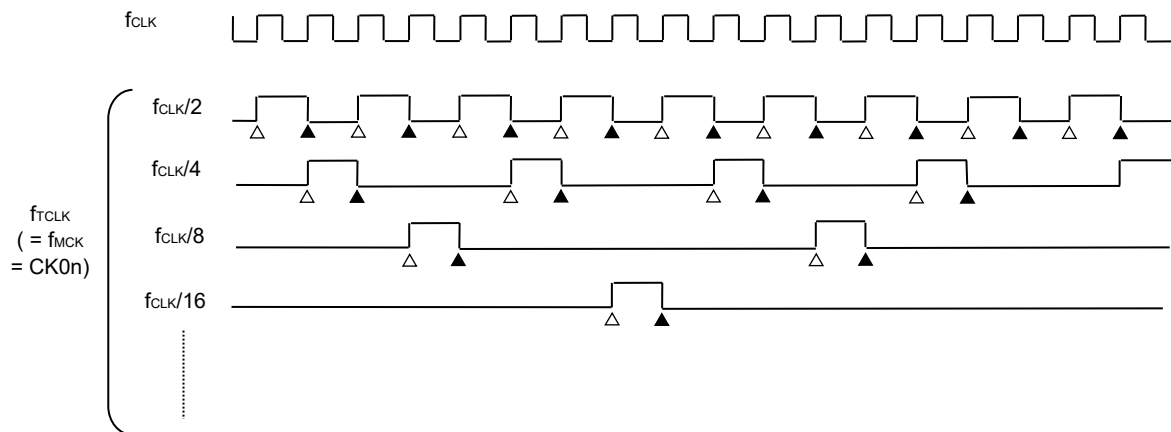 fCLK
fCLK/2
fCLK/4
fTCLK
( = fMCK
= CK0n)
fCLK/8
fCLK/16